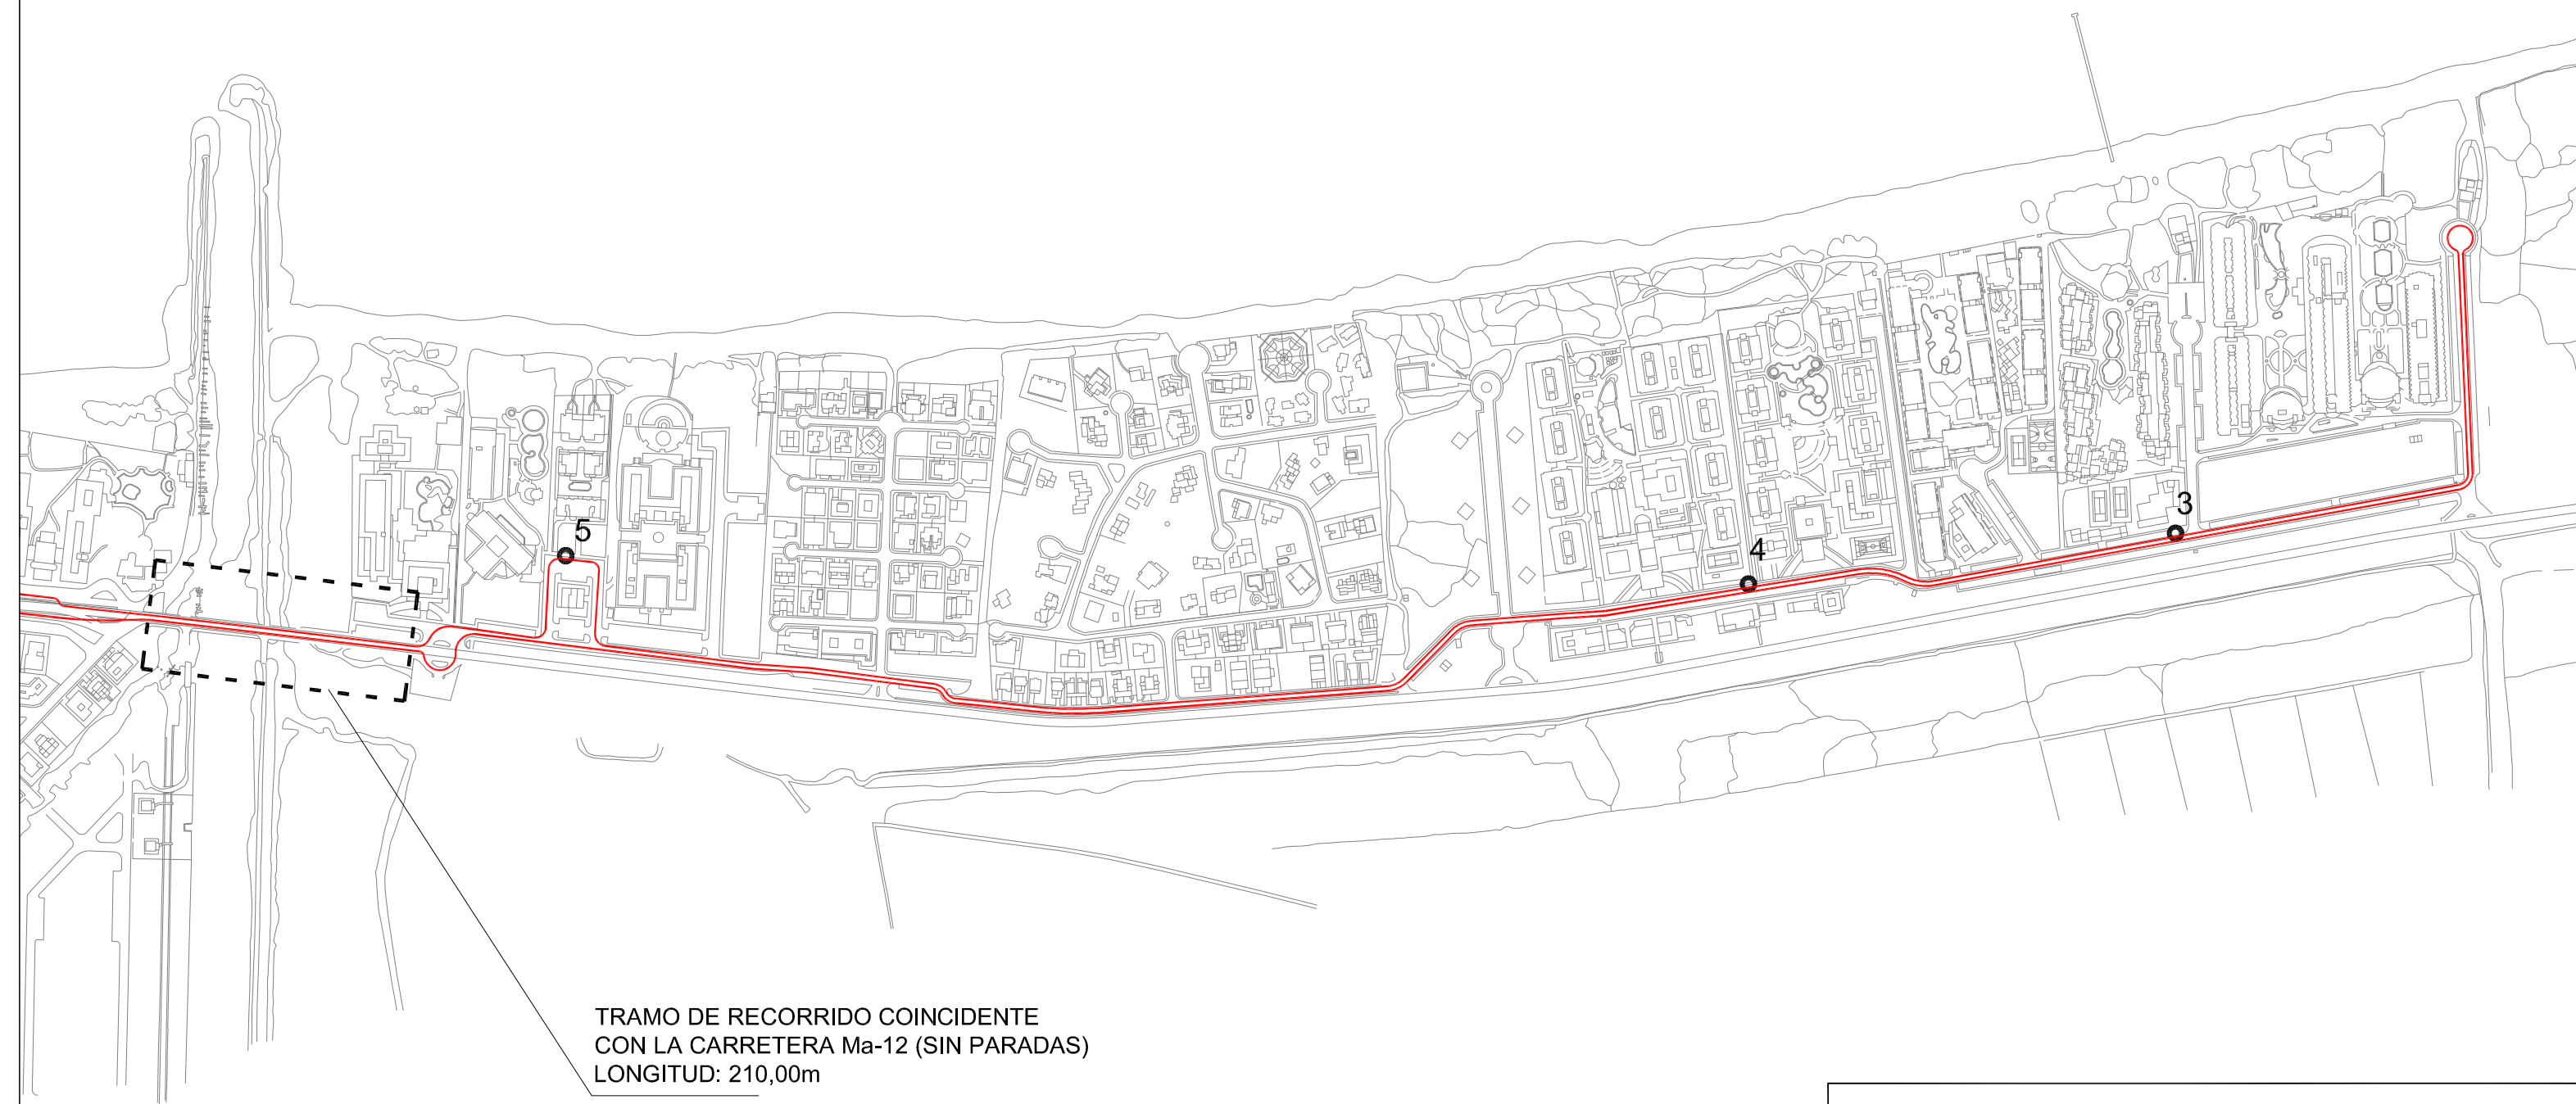 3
4
5
TRAMO DE RECORRIDO COINCIDENTE
CON LA CARRETERA Ma-12 (SIN PARADAS)
LONGITUD: 210,00m